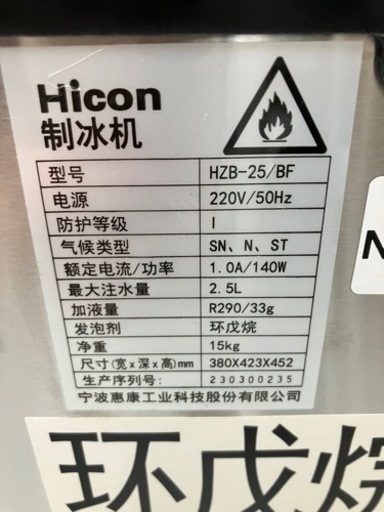 Hicon
制冰机
型号 HZB-25/BF
电源 220V/50Hz
防护等级 I
气候类型 SN、N、ST
额定电流/功率 1.0A/140W
最大注水量 2.5L
加液量 R290/33g
发泡剂 环戊烷
净重 15kg
尺寸(宽x深x高)mm 380X423X452
生产序列号: 230300235
宁波惠康工业科技股份有限公司
N
环戊烷